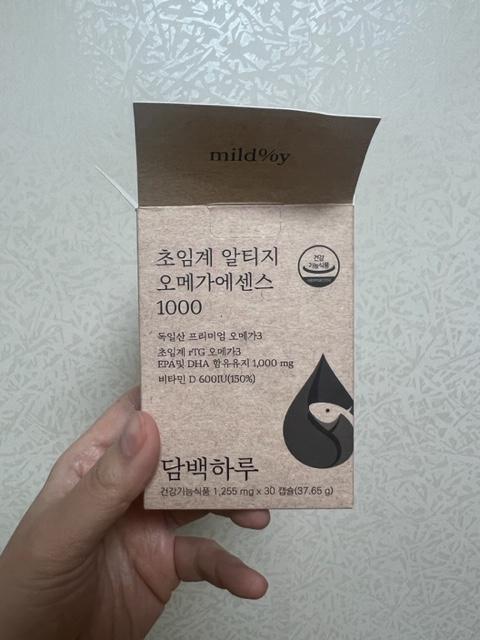 mild%y
초임계 알티지
오메가에센스
1000
건강
기능식품
독일산 프리미엄 오메가3
초임계 rTG 오메가3
EPA및 DHA 함유유지 1,000 mg
비타민 D 600IU(150%)
담백하루
건강기능식품 1,255 mg x 30 캡슐(37.65 g)